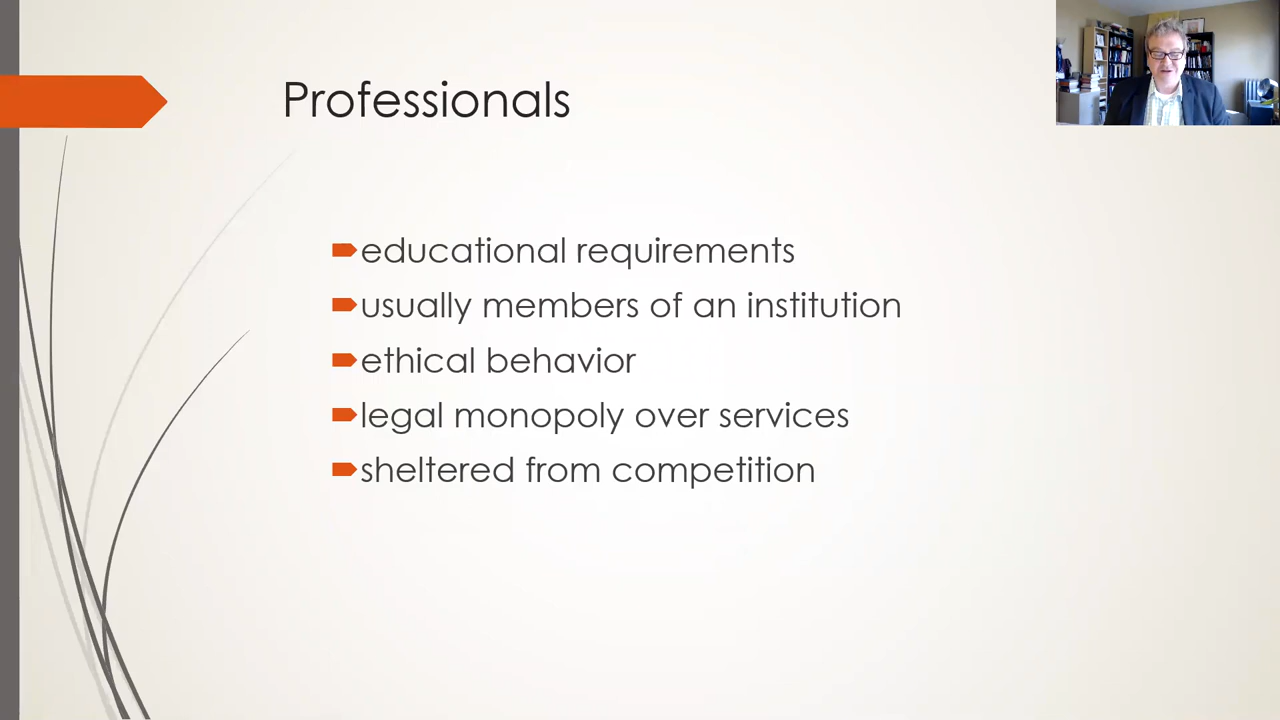 Professionals
educational requirements
usually members of an institution
ethical behavior
legal monopoly over services
sheltered from competition